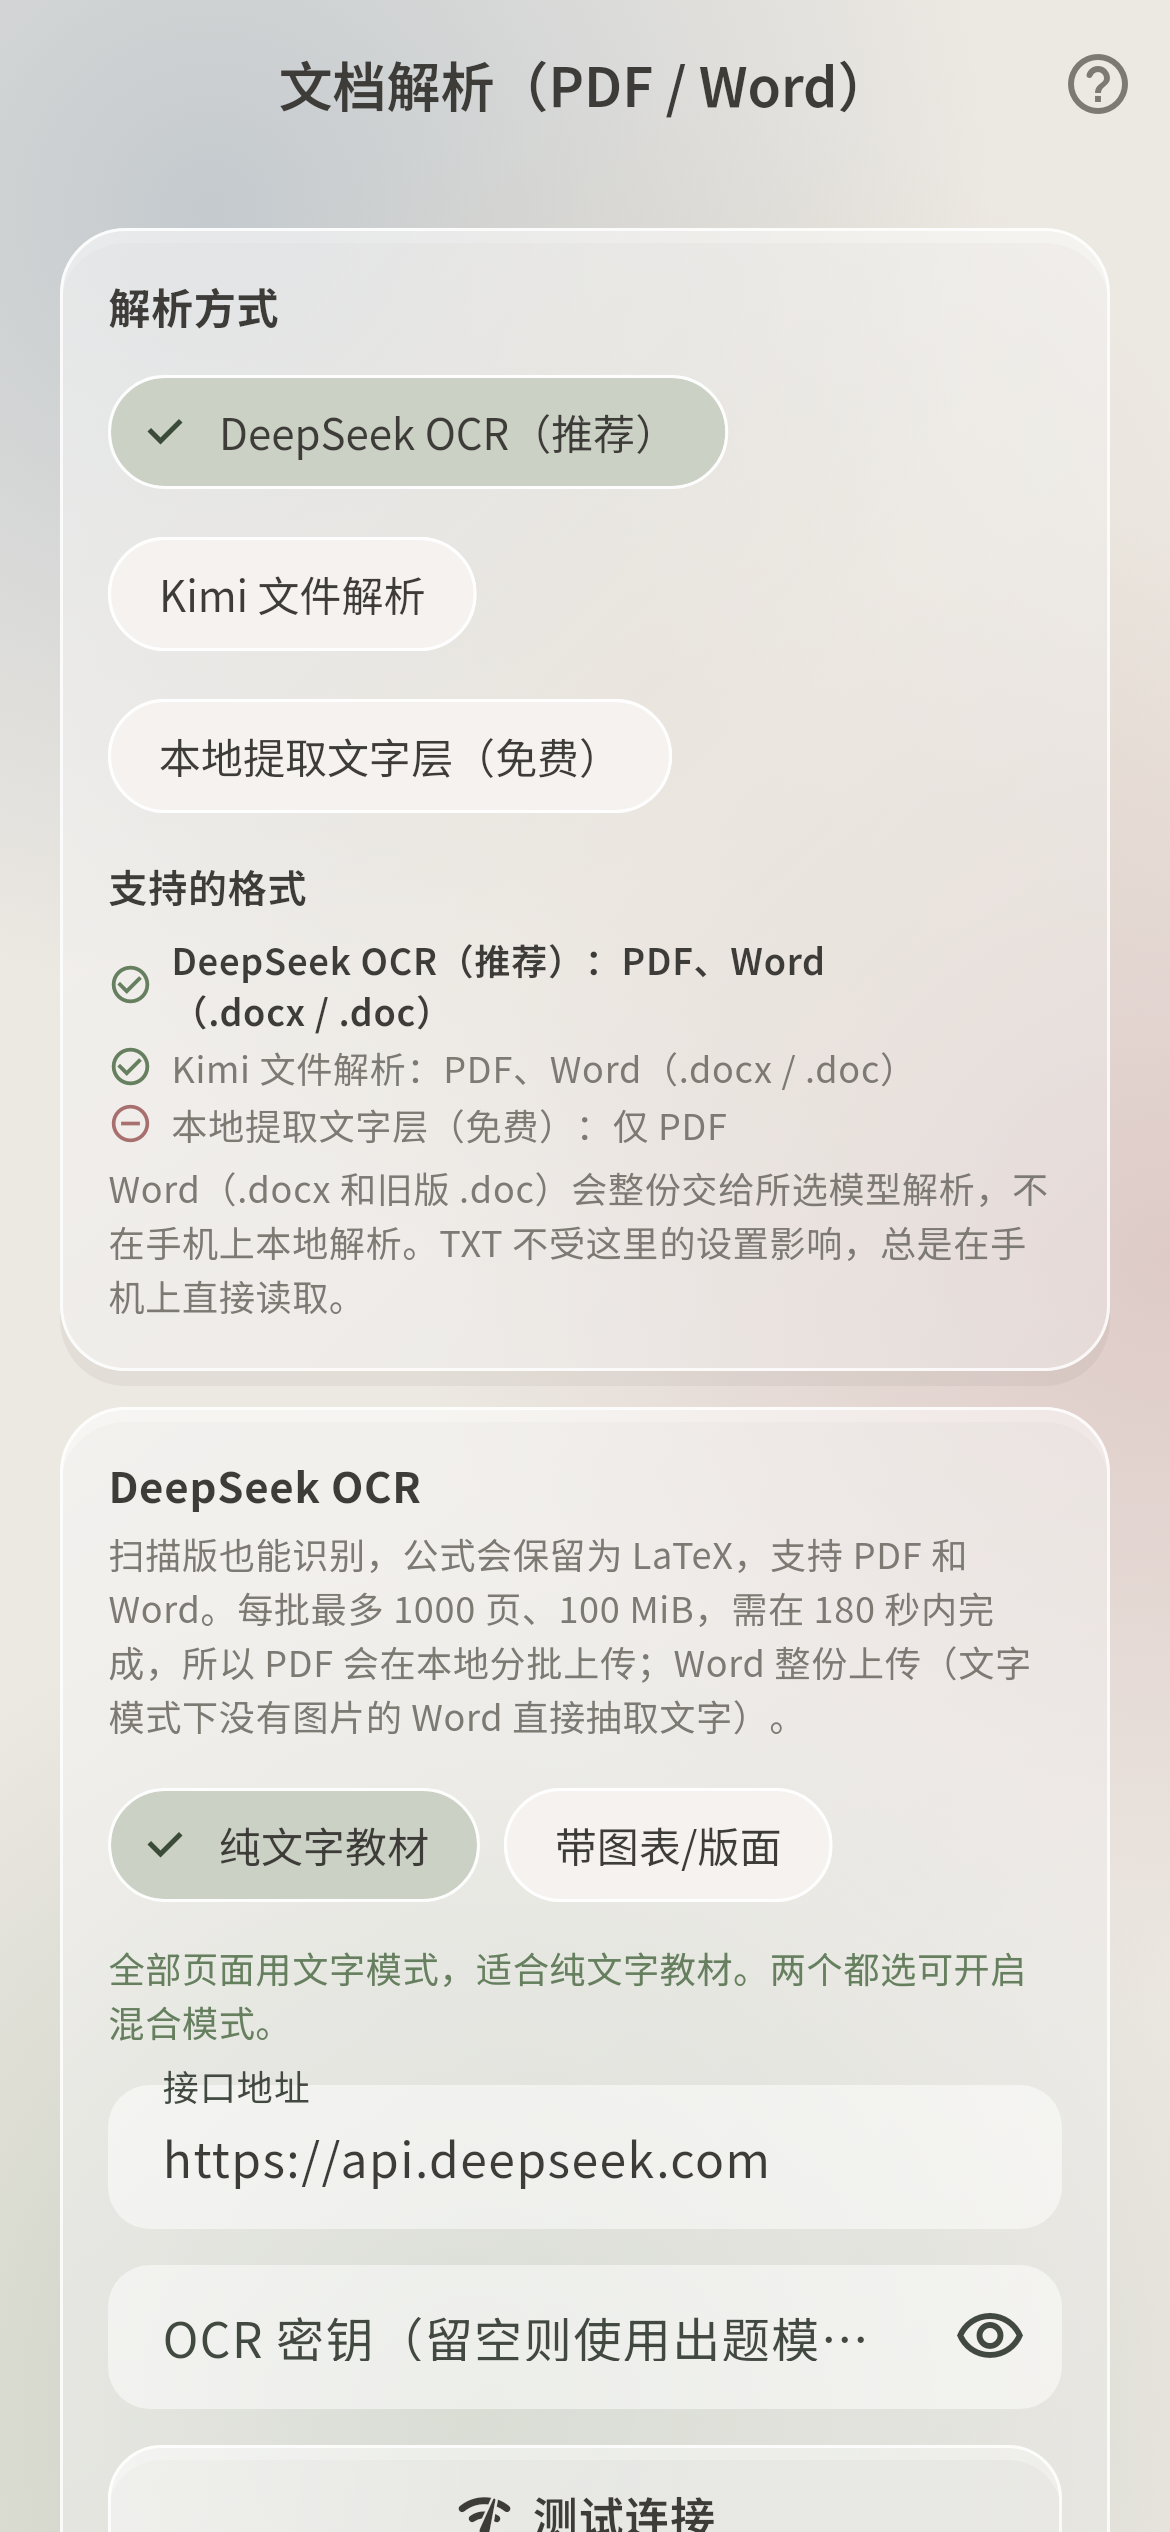 文档解析（PDF / Word）
解析方式
DeepSeek OCR（推荐）
Kimi 文件解析
本地提取文字层（免费）
支持的格式
DeepSeek OCR（推荐）：PDF、Word
（.docx / .doc）
Kimi 文件解析：PDF、Word（.docx / .doc）
本地提取文字层（免费）：仅 PDF
Word（.docx 和旧版 .doc）会整份交给所选模型解析，不
在手机上本地解析。TXT 不受这里的设置影响，总是在手
机上直接读取。
DeepSeek OCR
扫描版也能识别，公式会保留为 LaTeX，支持 PDF 和
Word。每批最多 1000 页、100 MiB，需在 180 秒内完
成，所以 PDF 会在本地分批上传；Word 整份上传（文字
模式下没有图片的 Word 直接抽取文字）。
纯文字教材
带图表/版面
全部页面用文字模式，适合纯文字教材。两个都选可开启
混合模式。
接口地址
https://api.deepseek.com
OCR 密钥（留空则使用出题模…
测试连接